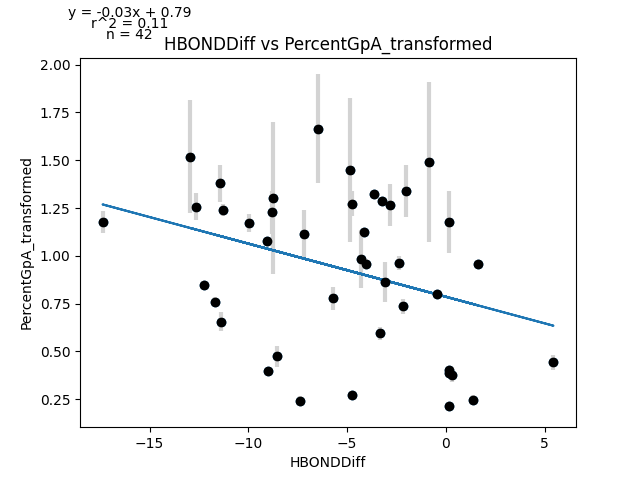 y = -0.03x + 0.79
r^2 = 0.11
n = 42
HBONDDiff vs PercentGpA_transformed
2.00
1.75
1.50
1.25
1.00
0.75
0.50
0.25
PercentGpA_transformed
−15
−10
−5
0
5
HBONDDiff